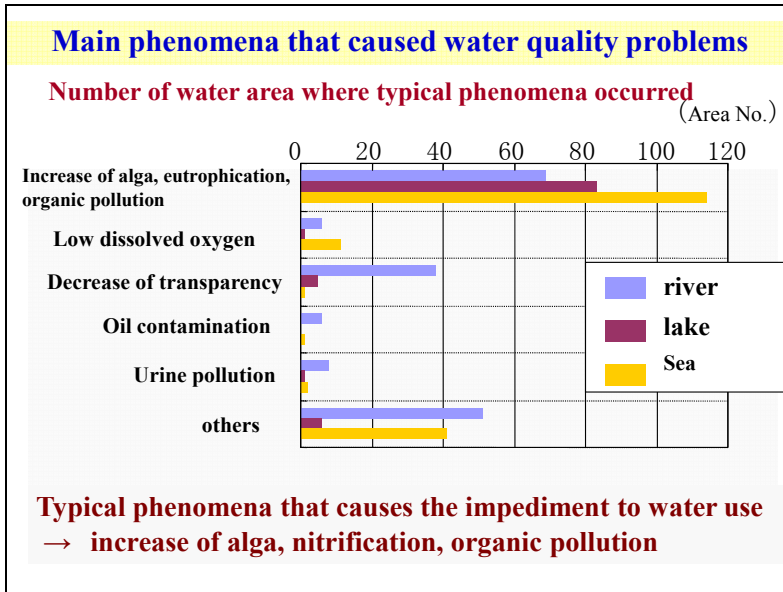 Main phenomena that caused water quality problems
Number of water area where typical phenomena occurred
(Area No.)
0 20 40 60 80 100 120
Increase of alga, eutrophication,
organic pollution
Low dissolved oxygen
Decrease of transparency
Oil contamination
Urine pollution
others
river
lake
Sea
Typical phenomena that causes the impediment to water use
→ increase of alga, nitrification, organic pollution